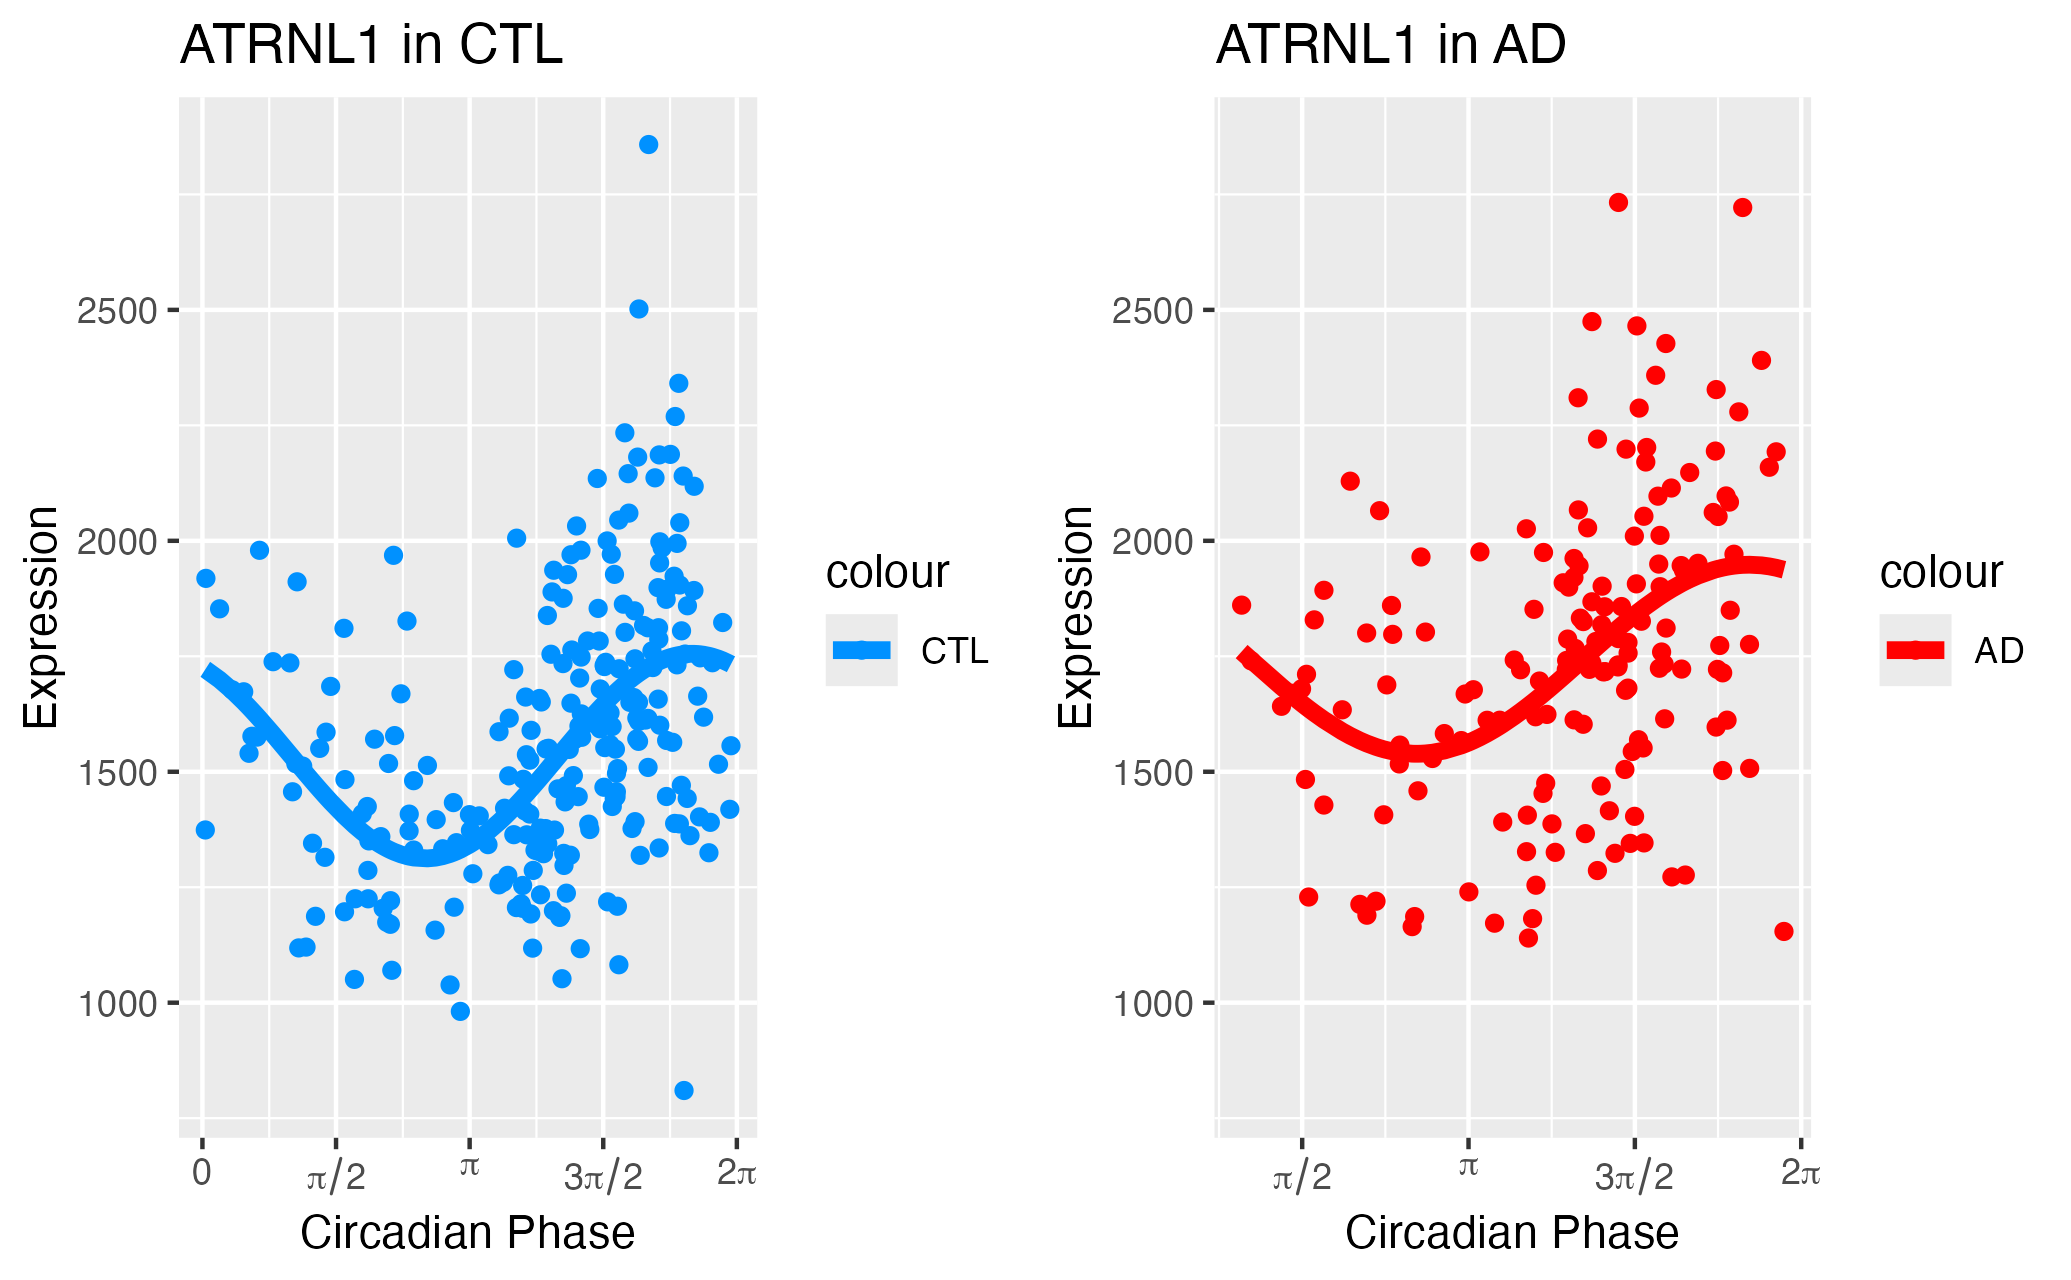 ATRNL1 in CTL
Expression
2500
2000
1500
1000
0
π/2
π
3π/2
2π
Circadian Phase
colour
CTL
ATRNL1 in AD
Expression
2500
2000
1500
1000
π/2
π
3π/2
2π
Circadian Phase
colour
AD